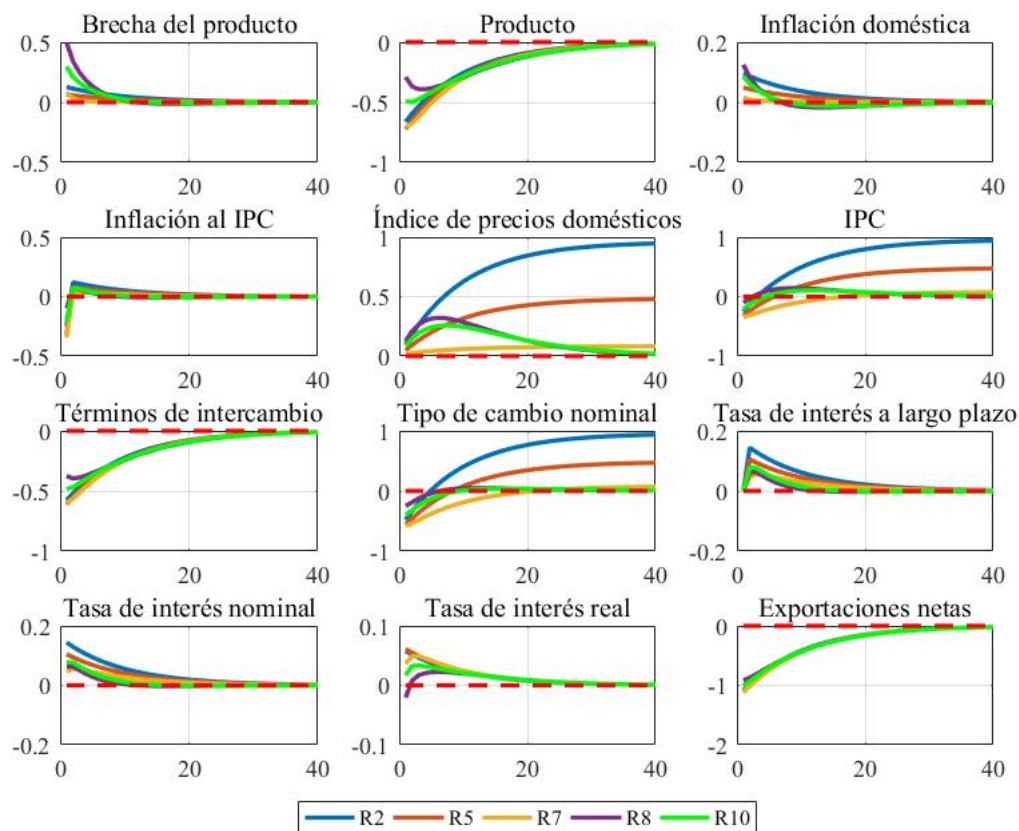 Brecha del producto Producto Inflación doméstica
0.5 0 0.2
0 -0.5 0
-0.5 -1 -0.2
0 20 40 0 20 40 0 20 40
Inflación al IPC Índice de precios domésticos IPC
0.5 1 1
0 0.5 0
-0.5 0 -1
0 20 40 0 20 40 0 20 40
Términos de intercambio Tipo de cambio nominal Tasa de interés a largo plazo
0 1 0.2
-0.5 0 0
-1 -1 -0.2
0 20 40 0 20 40 0 20 40
Tasa de interés nominal Tasa de interés real Exportaciones netas
0.2 0.1 0
0 0 -1
-0.2 -0.1 -2
0 20 40 0 20 40 0 20 40
R2 R5 R7 R8 R10